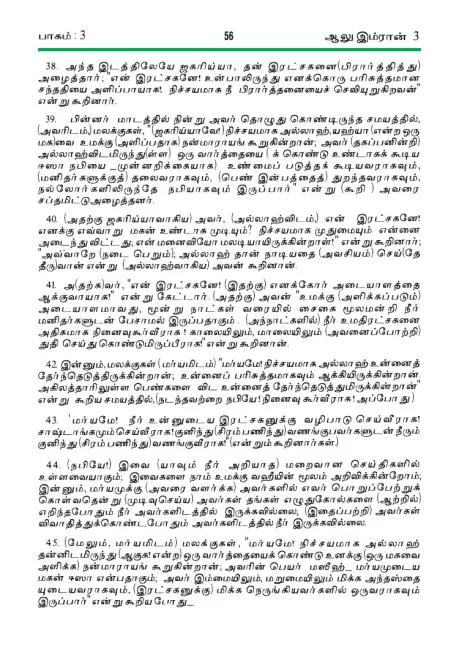 பாகம் : 3 56 ஆலு இம்ரான் 3
38. அந்த இடத்திலேயே ஜகரிய்யா, தன் இரட்சகனை(பிரார்த்தித்து)
அழைத்தார்; "என் இரட்சகனே! உன்பாலிருந்து எனக்கொரு பரிசுத்தமான
சந்ததியை அளிப்பாயாக! நிச்சயமாக நீ பிரார்த்தனையைச் செவியுறுகிறவன்"
என்று கூறினார்.
39. பின்னர் மாடத்தில் நின்று அவர் தொழுது கொண்டிருந்த சமயத்தில்,
(அவரிடம்,) மலக்குகள், "(ஜகரிய்யாவே!) நிச்சயமாக அல்லாஹ், யஹ்யா (என்ற ஒரு
மக)வை உமக்கு (அளிப்பதாக) நன்மாராயங் கூறுகின்றான்; அவர் (தகப்பனின்றி)
அல்லாஹ்விடமிருந்து(ள்ள) ஒரு வார்த்தையை ( க் கொண்டு உண்டாகக் கூடிய
ஈஸா நபியை _முன்னறிக்கையாக) உண்மைப் படுத்தக் கூடியவராகவும்,
(மனிதர்களுக்குத்) தலைவராகவும், (பெண் இன்பத்தைத்) துறந்தவராகவும்,
நல்லோர்களிலிருந்தே நபியாகவும் இருப்பார்" என்று (கூறி ) அவரை
சப்தமிட்டுஅழைத்தனர்.
40. (அதற்கு ஜகரிய்யாவாகிய) அவர், (அல்லாஹ்விடம்,) என் இரட்சகனே!
எனக்கு எவ்வாறு மகன் உண்டாக முடியும்? நிச்சயமாக முதுமையும் என்னை
அடைந்து விட்டது; என் மனைவியோ மலடியாயிருக்கின்றாள்!" என்று கூறினார்;
"அவ்வாறே (நடை பெறும்); அல்லாஹ் தான் நாடியதை (அவசியம்) செய்(தே
தீரு)வான் என்று (அல்லாஹ்வாகிய) அவன் கூறினான்.
41. அ(தற்க)வர், "என் இரட்சகனே! (இதற்கு) எனக்கோர் அடையாளத்தை
ஆக்குவாயாக!" என்று கேட்டார். (அதற்கு) அவன் "உமக்கு (அளிக்கப்படும்)
அடையாளமாவது, மூன்று நாட்கள் வரையில் சைகை மூலமன்றி நீர்
மனிதர்களுடன் பேசாமல் இருப்பதாகும் . (அந்நாட்களில்) நீர் உமதிரட்சகனை
அதிகமாக நினைவுகூர்வீராக ! காலையிலும், மாலையிலும் (அவனைப்போற்றி)
துதி செய்து கொண்டுமிருப்பீராக!" என்று கூறினான்.
42. இன்னும், மலக்குகள் ( மர்யமிடம் ) "மர்யமே! நிச்சயமாக அல்லாஹ் உன்னைத்
தேர்ந்தெடுத்திருக்கின்றான்; உன்னைப் பரிசுத்தமாகவும் ஆக்கியிருக்கின்றான்.
அகிலத்தாரிலுள்ள பெண்களை விட உன்னைத் தேர்ந்தெடுத்துமிருக்கின்றான்"
என்று கூறிய சமயத்தில், (நடந்தவற்றை நபியே! நினைவு கூர்வீராக! அப்போது )
43. 'மர்யமே! நீர் உன்னுடைய இரட்சகனுக்கு வழிபாடு செய்வீராக!
சாஷ்டாங்கமும் செய்வீராக! குனிந்து (சிரம் பணிந்து) வணங்குபவர்களுடன் நீரும்
குனிந்து (சிரம் பணிந்து) வணங்குவீராக!" (என்றும் கூறினார்கள்.)
44. (நபியே!) இவை (யாவும் நீர் அறியாத) மறைவான செய்திகளில்
உள்ளவையாகும்; இவைகளை நாம் உமக்கு வஹீயின் மூலம் அறிவிக்கின்றோம்;
இன்னும், மர்யமுக்கு (அவரை வளர்க்க) அவர்களில் எவர் பொறுப்பேற்றுக்
கொள்வதென்று (முடிவுசெய்ய) அவர்கள் தங்கள் எழுதுகோல்களை (ஆற்றில்)
எறிந்தபோதும் நீர் அவர்களிடத்தில் இருக்கவில்லை; (இதைப்பற்றி) அவர்கள்
விவாதித்துக்கொண்டபோதும் அவர்களிடத்தில் நீர் இருக்கவில்லை.
45. (மேலும், மர்யமிடம்) மலக்குகள், "மர்யமே! நிச்சயமாக அல்லாஹ்
தன்னிடமிருந்து (ஆகுக! என்ற) ஒரு வார்த்தையைக் கொண்டு உனக்கு (ஒரு மகவை
அளிக்க) நன்மாராயங் கூறுகின்றான்; அவரின் பெயர் மஸீஹ்_ மர்யமுடைய
மகன் ஈஸா என்பதாகும்; அவர் இம்மையிலும், மறுமையிலும் மிக்க அந்தஸ்தை
யுடையவராகவும், (இரட்சகனுக்கு) மிக்க நெருங்கியவர்களில் ஒருவராகவும்
இருப்பார்" என்று கூறியபோது_